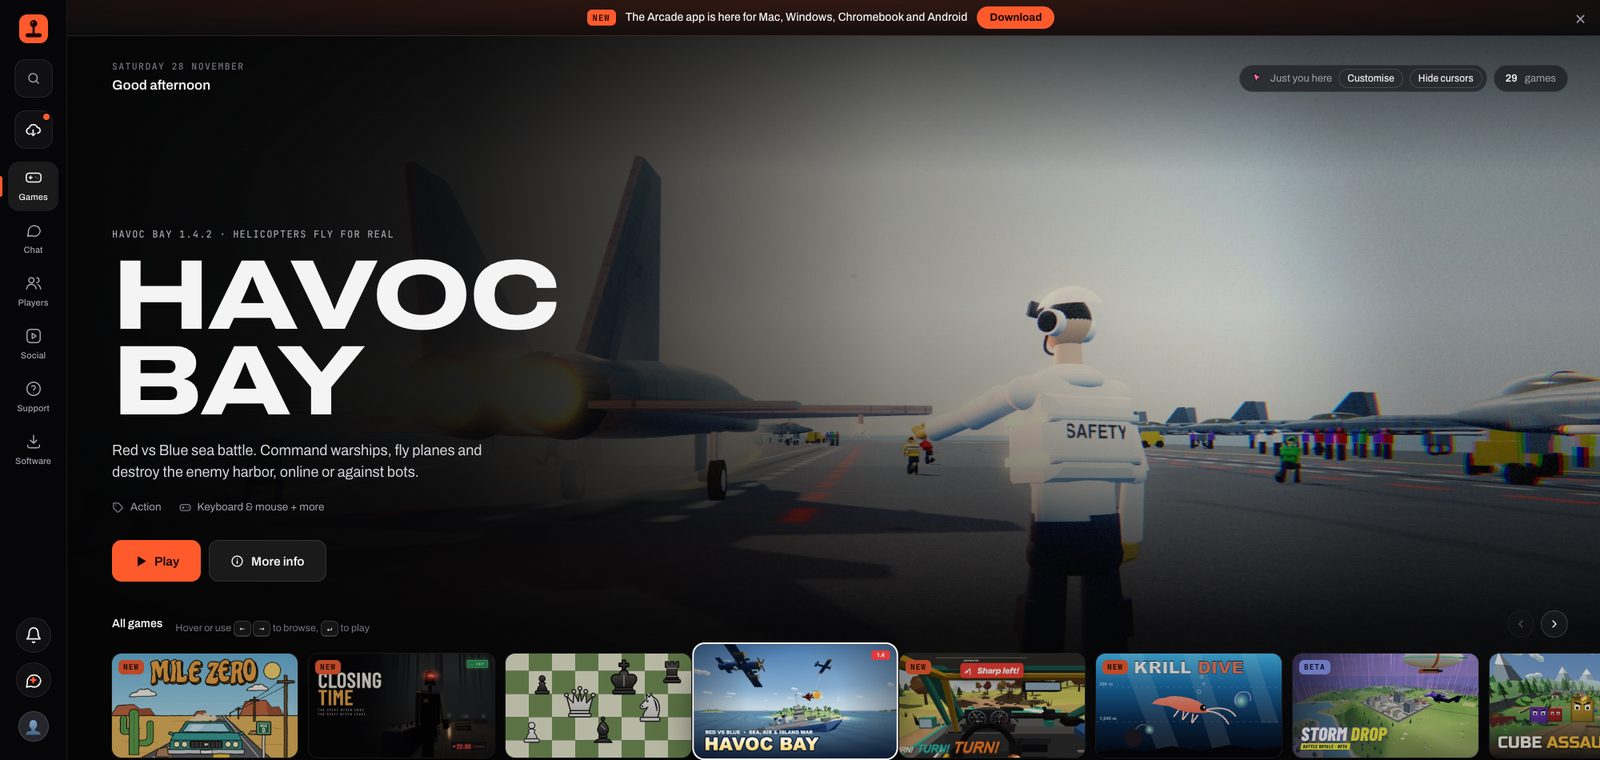 NEW The Arcade app is here for Mac, Windows, Chromebook and Android Download
SATURDAY 28 NOVEMBER
Good afternoon
Just you here Customise Hide cursors 29 games
Games
Chat
Players
Social
Support
Software
HAVOC BAY 1.4.2 · HELICOPTERS FLY FOR REAL
HAVOC
BAY
SAFETY
Red vs Blue sea battle. Command warships, fly planes and
destroy the enemy harbor, online or against bots.
Action Keyboard & mouse + more
Play More info
All games Hover or use ← → to browse, ↵ to play
NEW MILE ZERO
NEW
CLOSING
TIME
1.4
RED VS BLUE • SEA, AIR & ISLAND WAR
HAVOC BAY
NEW Sharp left!
TURN! TURN!
NEW KRILL DIVE
BETA
STORM DROP
BATTLE ROYALE · BETA
CUBE ASSAU